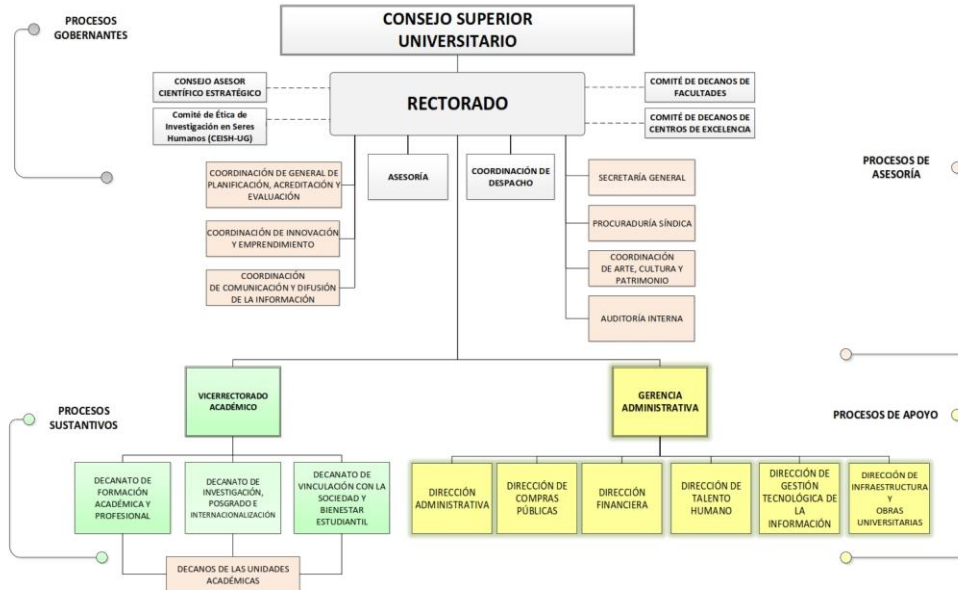 PROCESOS
GOBERNANTES
CONSEJO SUPERIOR
UNIVERSITARIO
CONSEJO ASESOR
CIENTÍFICO ESTRATÉGICO
Comité de Ética de
Investigación en Seres
Humanos (CEISH-UG)
RECTORADO
COMITÉ DE DECANOS DE
FACULTADES
COMITÉ DE DECANOS DE
CENTROS DE EXCELENCIA
COORDINACIÓN DE GENERAL DE
PLANIFICACIÓN, ACREDITACIÓN Y
EVALUACIÓN
ASESORÍA
COORDINACIÓN DE
DESPACHO
SECRETARÍA GENERAL
PROCESOS DE
ASESORÍA
COORDINACIÓN DE INNOVACIÓN
Y EMPRENDIMIENTO
PROCURADURÍA SÍNDICA
COORDINACIÓN
DE COMUNICACIÓN Y DIFUSIÓN
DE LA INFORMACIÓN
COORDINACIÓN
DE ARTE, CULTURA Y
PATRIMONIO
AUDITORÍA INTERNA
VICERRECTORADO
ACADÉMICO
GERENCIA
ADMINISTRATIVA
PROCESOS
SUSTANTIVOS
PROCESOS DE APOYO
DECANATO DE
FORMACIÓN
ACADÉMICA Y
PROFESIONAL
DECANATO DE
INVESTIGACIÓN,
POSGRADO E
INTERNACIONALIZACIÓN
DECANATO DE
VINCULACIÓN CON LA
SOCIEDAD Y
BIENESTAR
ESTUDIANTIL
DIRECCIÓN
ADMINISTRATIVA
DIRECCIÓN DE
COMPRAS
PÚBLICAS
DIRECCIÓN
FINANCIERA
DIRECCIÓN DE
TALENTO
HUMANO
DIRECCIÓN DE
GESTIÓN
TECNOLÓGICA DE
LA
INFORMACIÓN
DIRECCIÓN DE
INFRAESTRUCTURA
Y
OBRAS
UNIVERSITARIAS
DECANOS DE LAS UNIDADES
ACADÉMICAS